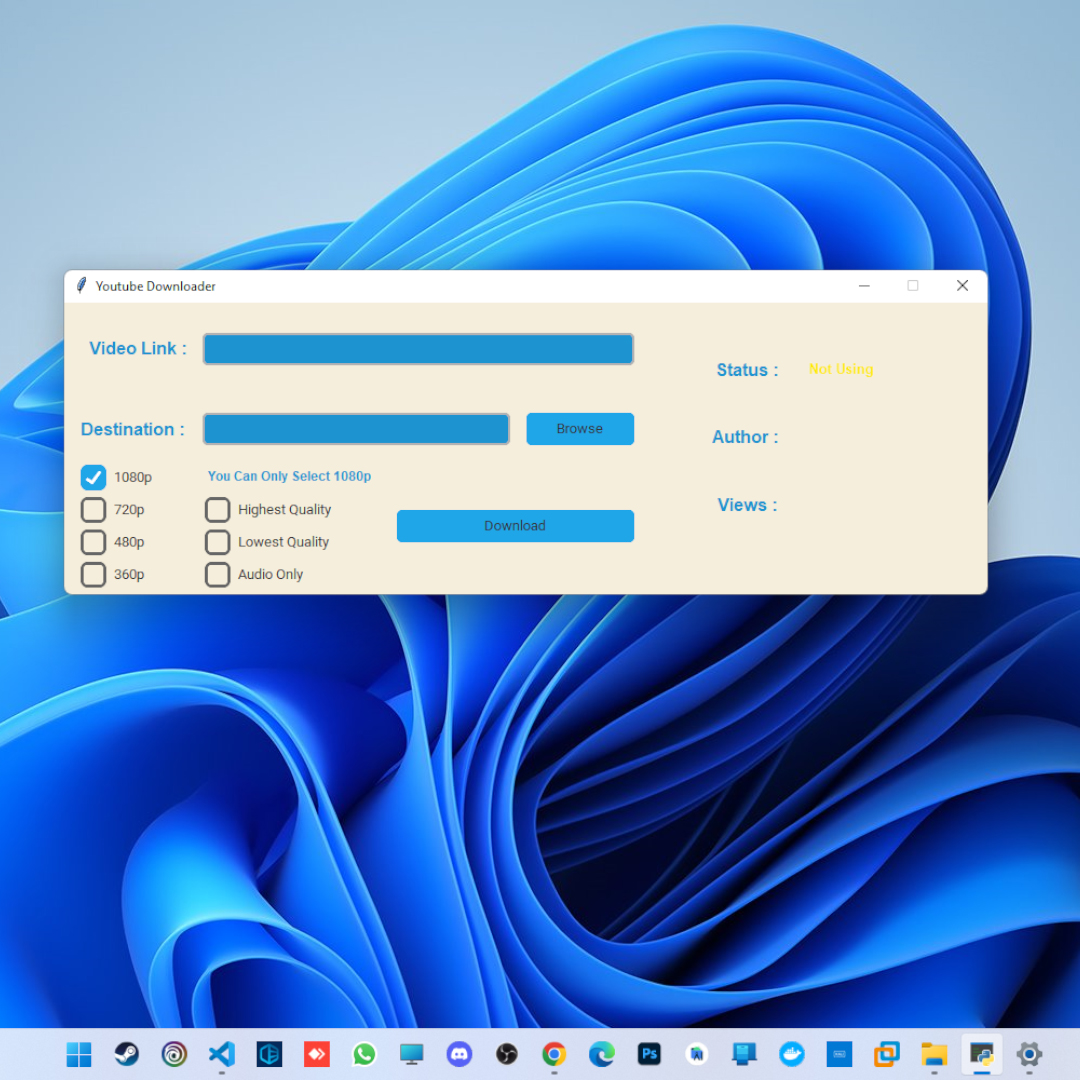 Youtube Downloader
Video Link :
Status :
Not Using
Destination :
Browse
Author :
1080p
You Can Only Select 1080p
720p
Highest Quality
Views :
Download
480p
Lowest Quality
360p
Audio Only
Ps